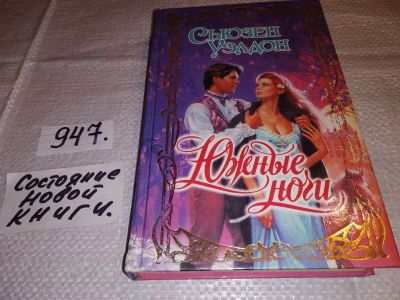 Сьюзен
Уэлдон
947.
Состояние
новой
книги.
Южные
ночи